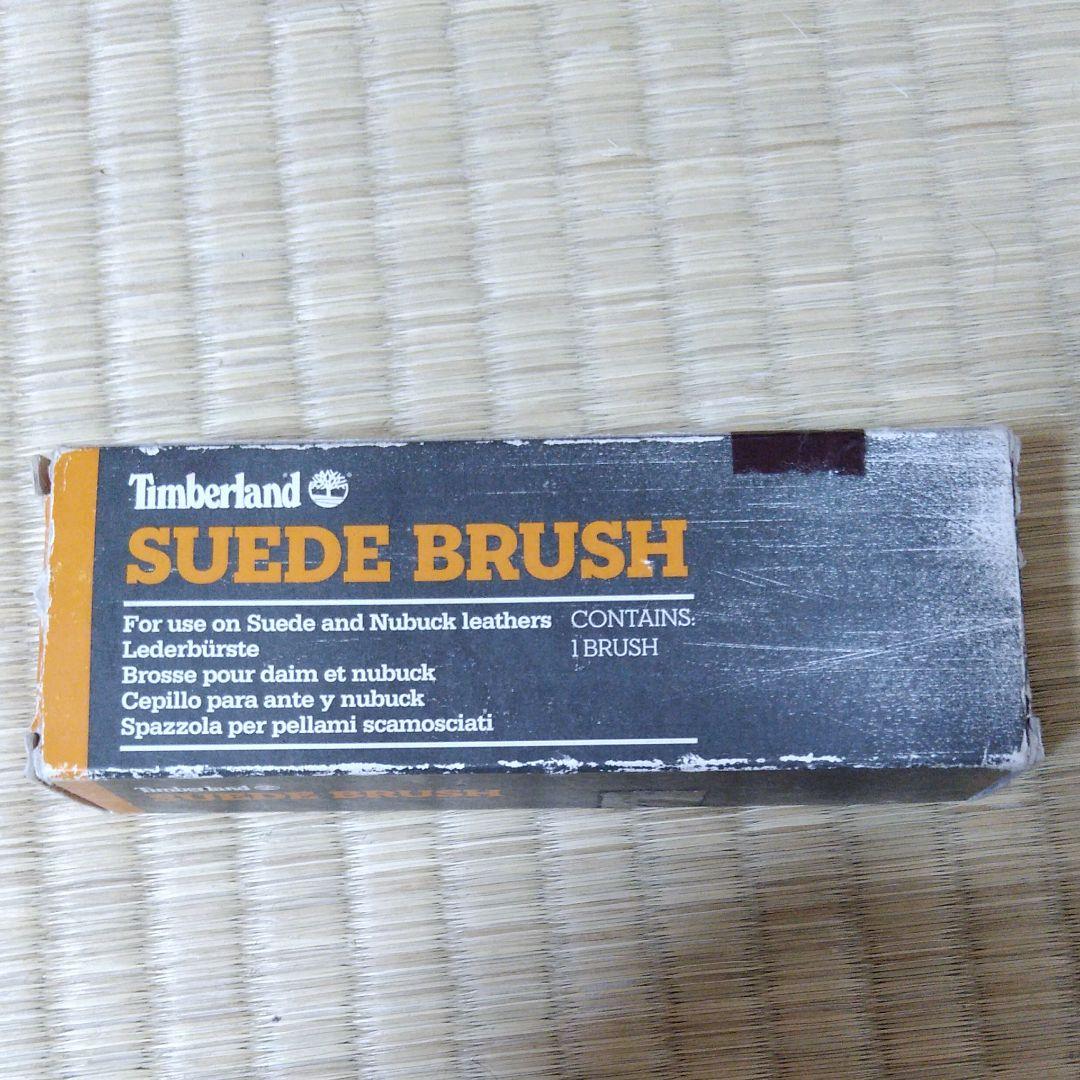 Timberland
SUEDE BRUSH
For use on Suede and Nubuck leathers
Lederbürste
Brosse pour daim et nubuck
Cepillo para ante y nubuck
Spazzola per pellami scamosciati
CONTAINS:
1 BRUSH
Timberland
SUEDE BRUSH